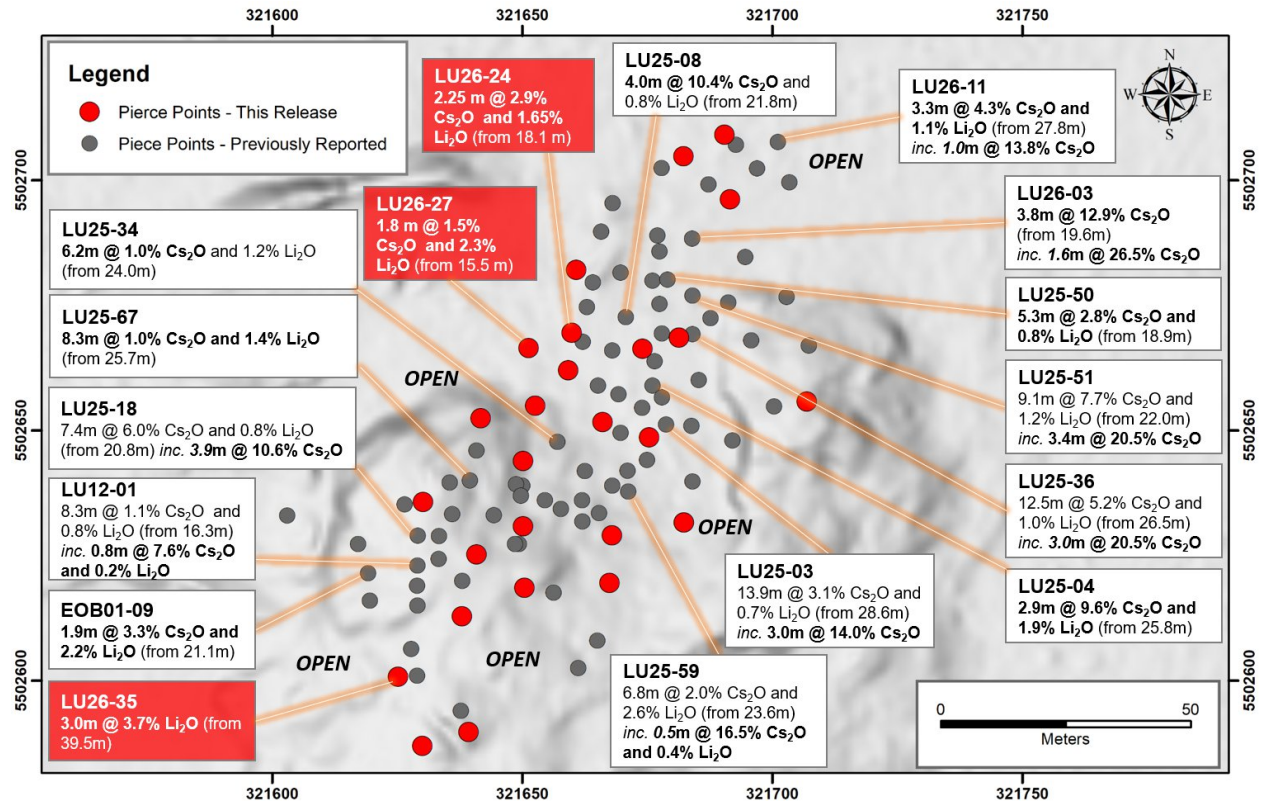 321600
321650
321700
321750
5502700
5502650
5502600
5502700
5502650
5502600
321600
321650
321700
321750
Legend
Pierce Points - This Release
Piece Points - Previously Reported
LU26-24
2.25 m @ 2.9%
Cs₂O and 1.65%
Li₂O (from 18.1 m)
LU25-08
4.0m @ 10.4% Cs₂O and
0.8% Li₂O (from 21.8m)
LU26-11
3.3m @ 4.3% Cs₂O and
1.1% Li₂O (from 27.8m)
inc. 1.0m @ 13.8% Cs₂O
N
W
E
S
OPEN
LU26-03
3.8m @ 12.9% Cs₂O
(from 19.6m)
inc. 1.6m @ 26.5% Cs₂O
LU26-27
1.8 m @ 1.5%
Cs₂O and 2.3%
Li₂O (from 15.5 m)
LU25-34
6.2m @ 1.0% Cs₂O and 1.2% Li₂O
(from 24.0m)
LU25-50
5.3m @ 2.8% Cs₂O and
0.8% Li₂O (from 18.9m)
LU25-67
8.3m @ 1.0% Cs₂O and 1.4% Li₂O
(from 25.7m)
OPEN
LU25-51
9.1m @ 7.7% Cs₂O and
1.2% Li₂O (from 22.0m)
inc. 3.4m @ 20.5% Cs₂O
LU25-18
7.4m @ 6.0% Cs₂O and 0.8% Li₂O
(from 20.8m) inc. 3.9m @ 10.6% Cs₂O
LU25-36
12.5m @ 5.2% Cs₂O and
1.0% Li₂O (from 26.5m)
inc. 3.0m @ 20.5% Cs₂O
LU12-01
8.3m @ 1.1% Cs₂O and
0.8% Li₂O (from 16.3m)
inc. 0.8m @ 7.6% Cs₂O
and 0.2% Li₂O
OPEN
LU25-03
13.9m @ 3.1% Cs₂O and
0.7% Li₂O (from 28.6m)
inc. 3.0m @ 14.0% Cs₂O
LU25-04
2.9m @ 9.6% Cs₂O and
1.9% Li₂O (from 25.8m)
EOB01-09
1.9m @ 3.3% Cs₂O and
2.2% Li₂O (from 21.1m)
OPEN
OPEN
LU25-59
6.8m @ 2.0% Cs₂O and
2.6% Li₂O (from 23.6m)
inc. 0.5m @ 16.5% Cs₂O
and 0.4% Li₂O
LU26-35
3.0m @ 3.7% Li₂O (from
39.5m)
0
50
Meters